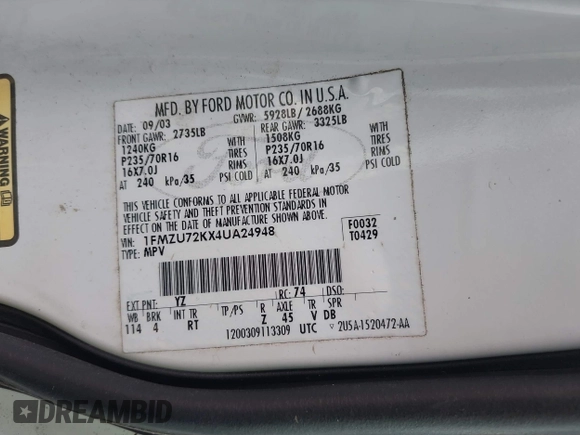 MFD. BY FORD MOTOR CO. IN U.S.A.
DATE: 09/03 GVWR: 5928LB/2688KG
FRONT GAWR: 2735LB REAR GAWR: 3325LB
1240KG WITH 1508KG WITH
P235/70R16 TIRES P235/70R16 TIRES
16X7.0J RIMS 16X7.0J RIMS
AT 240 kPa/35 PSI COLD AT 240 kPa/35 PSI COLD
THIS VEHICLE CONFORMS TO ALL APPLICABLE FEDERAL MOTOR
VEHICLE SAFETY AND THEFT PREVENTION STANDARDS IN
EFFECT ON THE DATE OF MANUFACTURE SHOWN ABOVE.
VIN: 1FMZU72KX4UA24948 F0032
TYPE: MPV T0429
EXT PNT: YZ RC: 74 DSO:
WB BRK INT TR TP/PS R AXLE TR SPR
114 4 RT Z 45 V DB
1200309113309 UTC V 2U5A-1520472-AA
Ford
DREAMBID